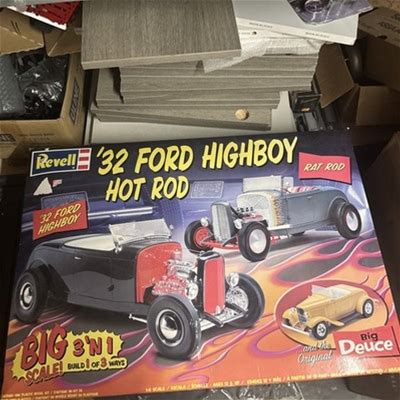 Revell
'32 FORD HIGHBOY
HOT ROD
RAT ROD
'32 FORD
HIGHBOY
BIG 3'N1
SCALE! BUILD 1 OF 3 WAYS
and the
Original
Big
Deuce